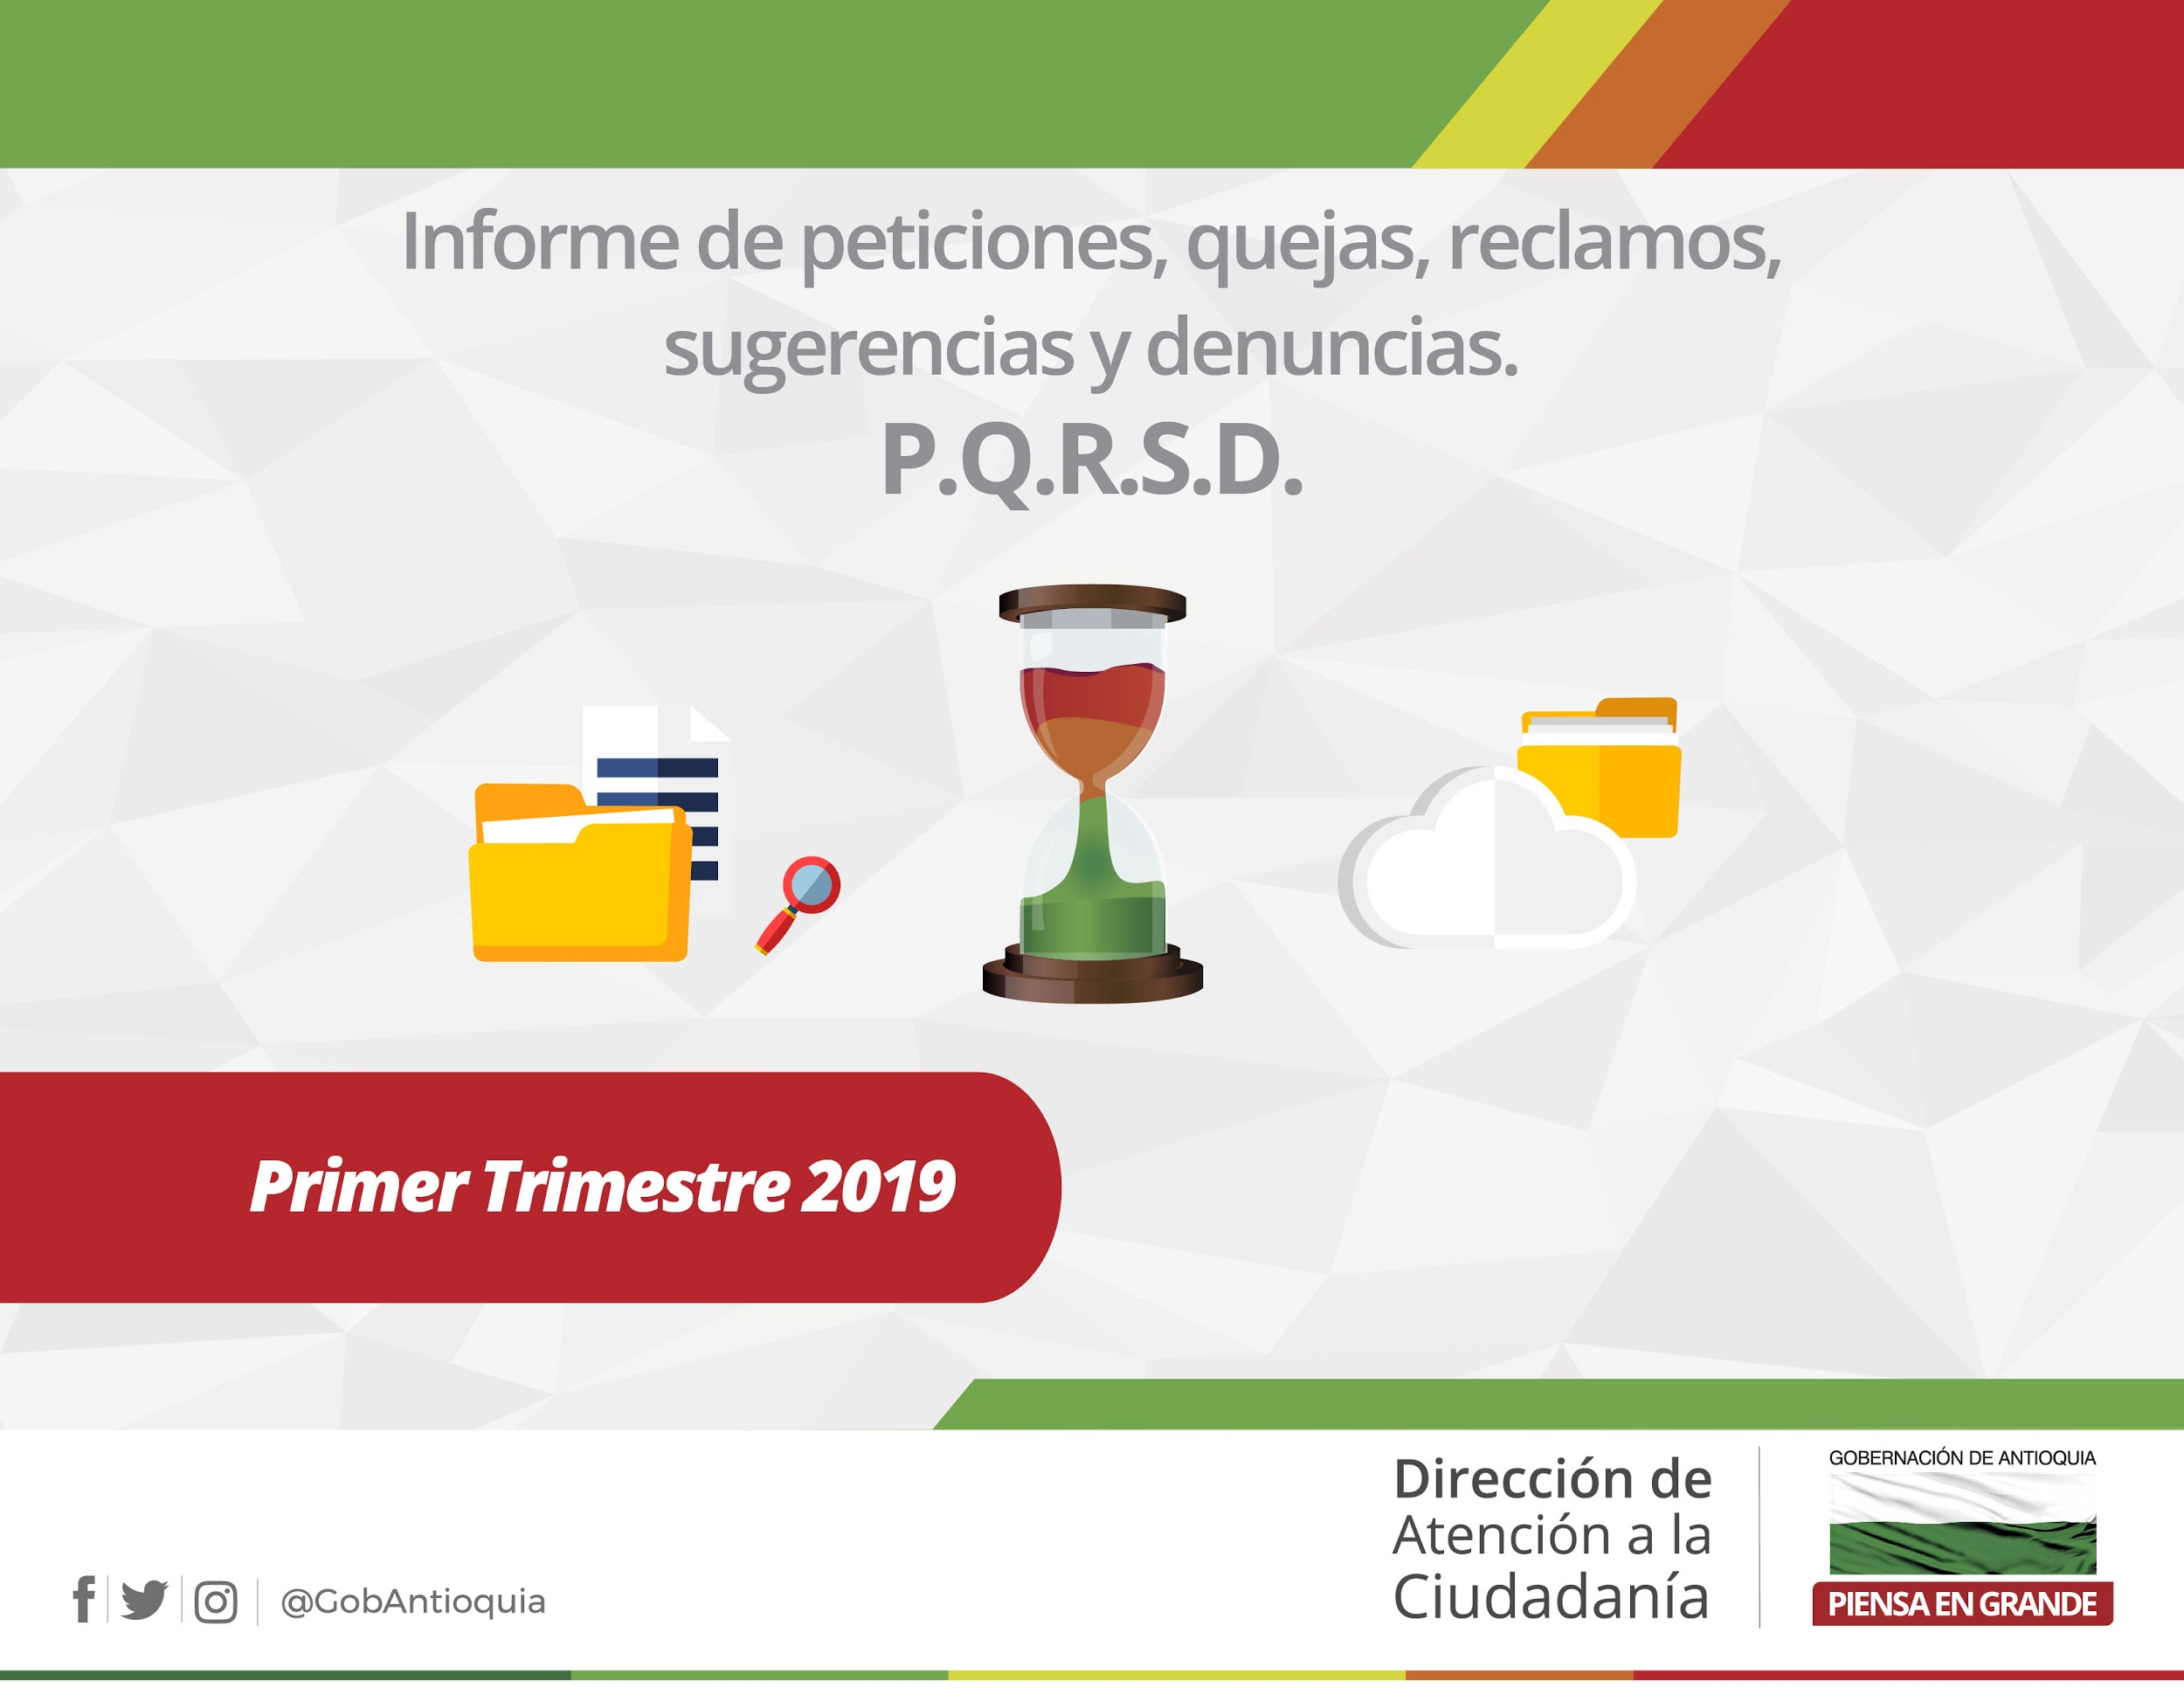 Informe de peticiones, quejas, reclamos,
sugerencias y denuncias.
P.Q.R.S.D.
Primer Trimestre 2019
@GobAntioquia
Dirección de
Atención a la
Ciudadanía
GOBERNACIÓN DE ANTIOQUIA
PIENSA EN GRANDE